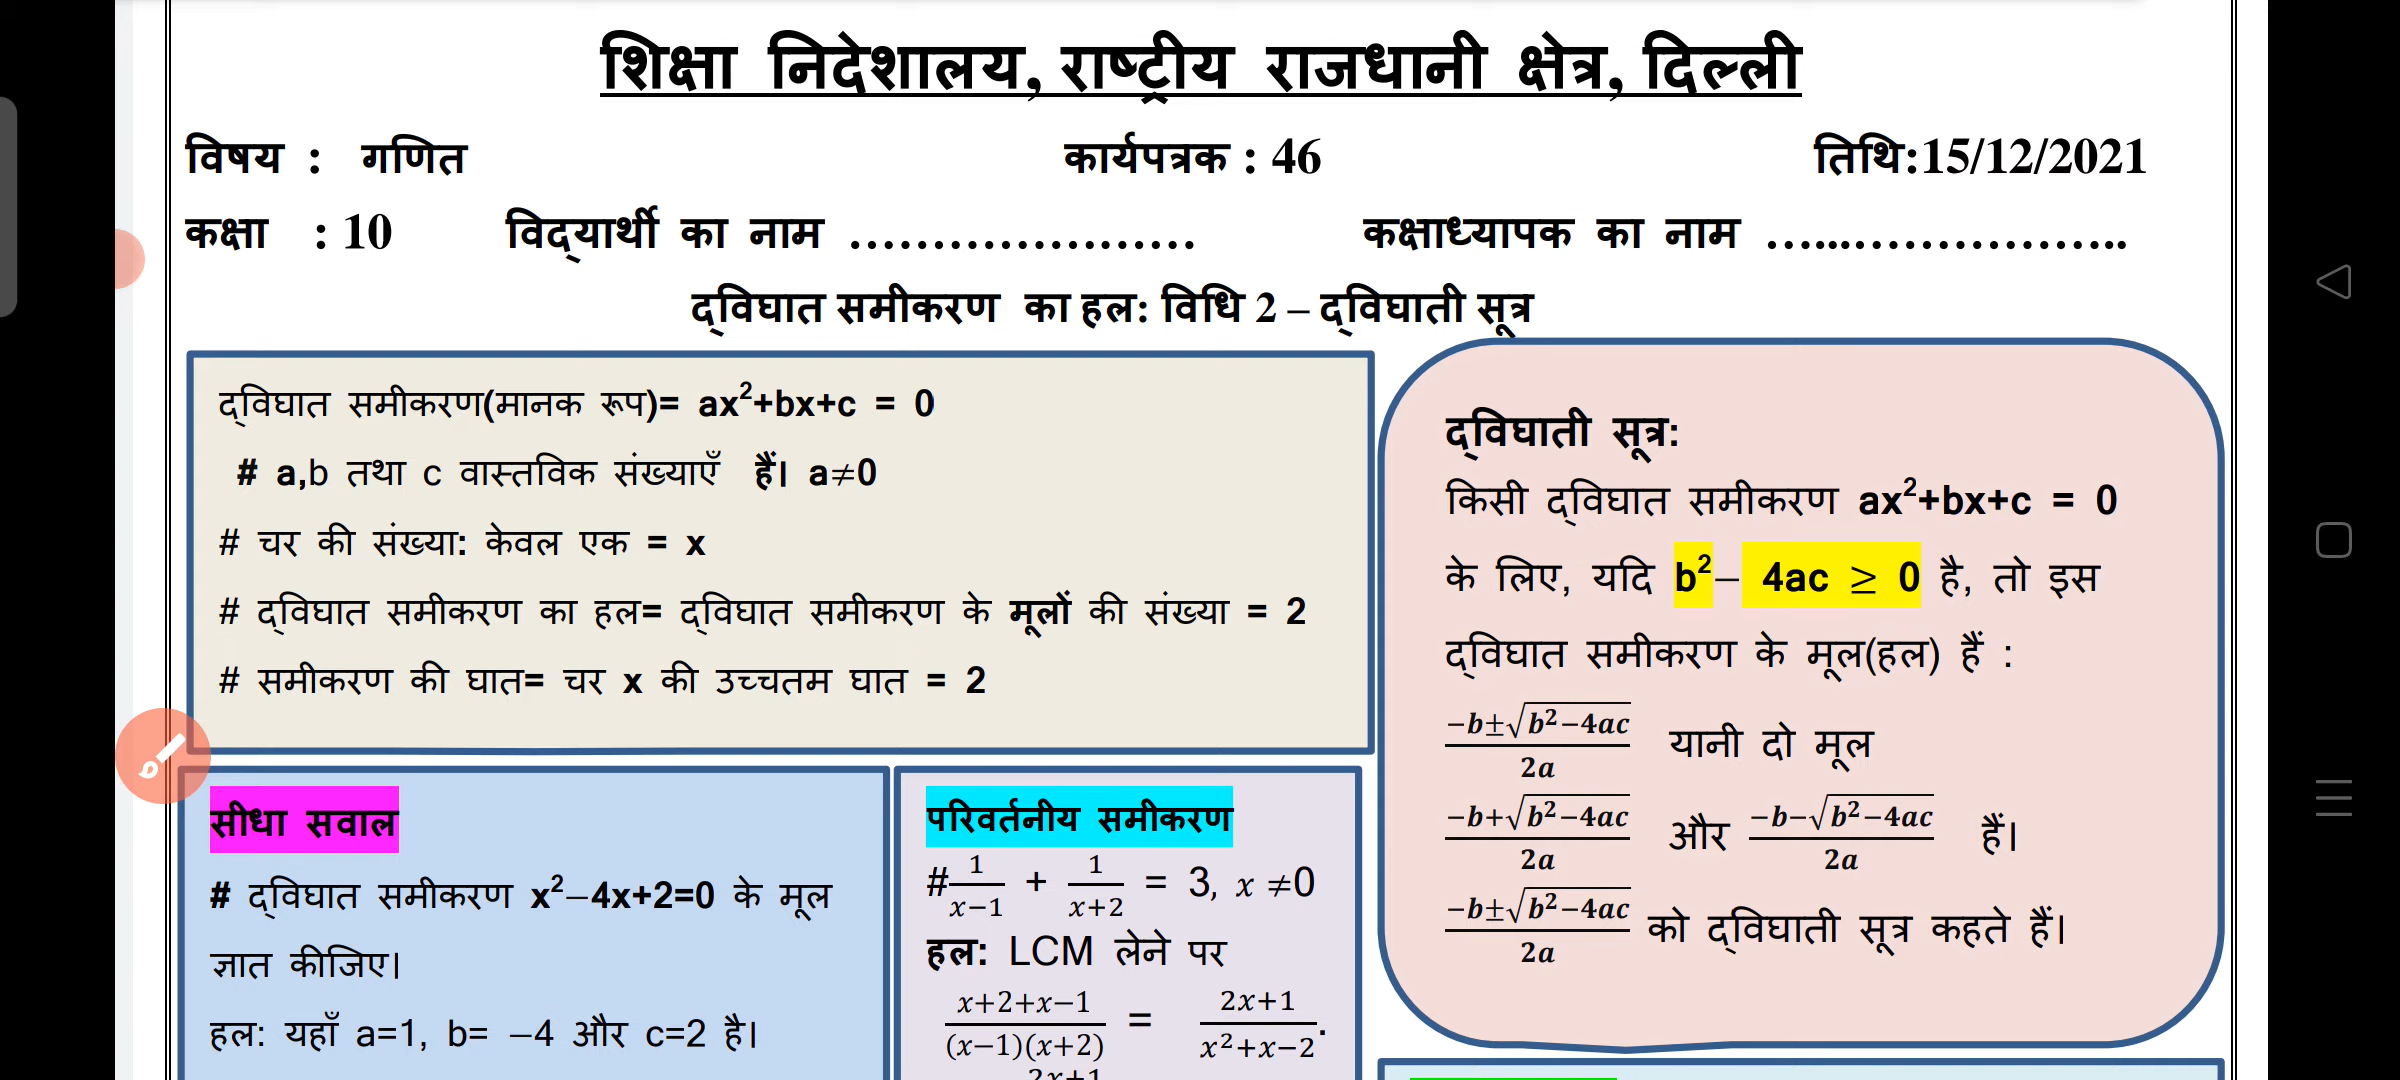 शिक्षा निदेशालय, राष्ट्रीय राजधानी क्षेत्र, दिल्ली
विषय : गणित कार्यपत्रक : 46 तिथि:15/12/2021
कक्षा : 10 विद्यार्थी का नाम ..................... कक्षाध्यापक का नाम ........................
द्विघात समीकरण का हल: विधि 2 – द्विघाती सूत्र
द्विघात समीकरण(मानक रूप)= ax²+bx+c = 0
# a,b तथा c वास्तविक संख्याएँ हैं। a≠0
# चर की संख्या: केवल एक = x
# द्विघात समीकरण का हल= द्विघात समीकरण के मूलों की संख्या = 2
# समीकरण की घात= चर x की उच्चतम घात = 2
द्विघाती सूत्र:
किसी द्विघात समीकरण ax²+bx+c = 0
के लिए, यदि b²− 4ac ≥ 0 है, तो इस
द्विघात समीकरण के मूल(हल) हैं :
(−b±√(b²−4ac))/2a यानी दो मूल
(−b+√(b²−4ac))/2a और (−b−√(b²−4ac))/2a हैं।
(−b±√(b²−4ac))/2a को द्विघाती सूत्र कहते हैं।
सीधा सवाल
# द्विघात समीकरण x²−4x+2=0 के मूल
ज्ञात कीजिए।
हल: यहाँ a=1, b= −4 और c=2 है।
परिवर्तनीय समीकरण
# 1/(x−1) + 1/(x+2) = 3, x ≠0
हल: LCM लेने पर
(x+2+x−1)/((x−1)(x+2)) = (2x+1)/(x²+x−2).
2x+1